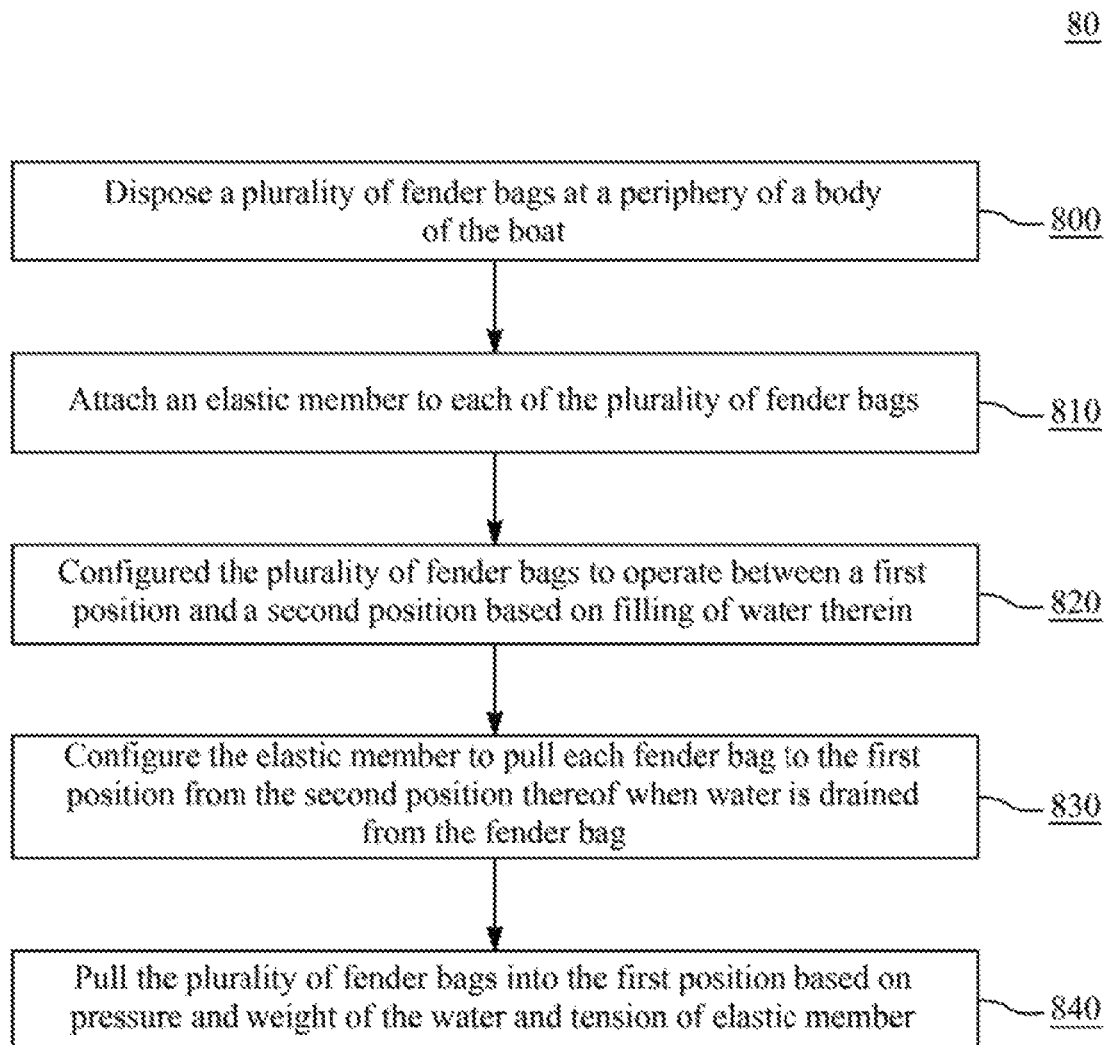 80
Dispose a plurality of fender bags at a periphery of a body
of the boat
800
Attach an elastic member to each of the plurality of fender bags
810
Configured the plurality of fender bags to operate between a first
position and a second position based on filling of water therein
820
Configure the elastic member to pull each fender bag to the first
position from the second position thereof when water is drained
from the fender bag
830
Pull the plurality of fender bags into the first position based on
pressure and weight of the water and tension of elastic member
840